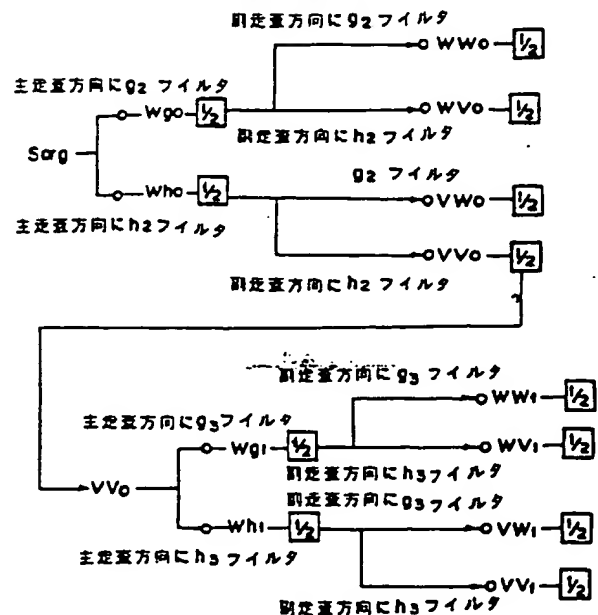 副走査方向にg2フィルタ
WW0 1/2
主走査方向にg2フィルタ
Wg0 1/2 WV0 1/2
副走査方向にh2フィルタ
Sorg
g2フィルタ
Wh0 1/2 VW0 1/2
主走査方向にh2フィルタ
VV0 1/2
副走査方向にh2フィルタ
副走査方向にg3フィルタ
WW1 1/2
主走査方向にg3フィルタ
Wg1 1/2 WV1 1/2
副走査方向にh3フィルタ
VV0
副走査方向にg3フィルタ
Wh1 1/2 VW1 1/2
主走査方向にh3フィルタ
VV1 1/2
副走査方向にh3フィルタ